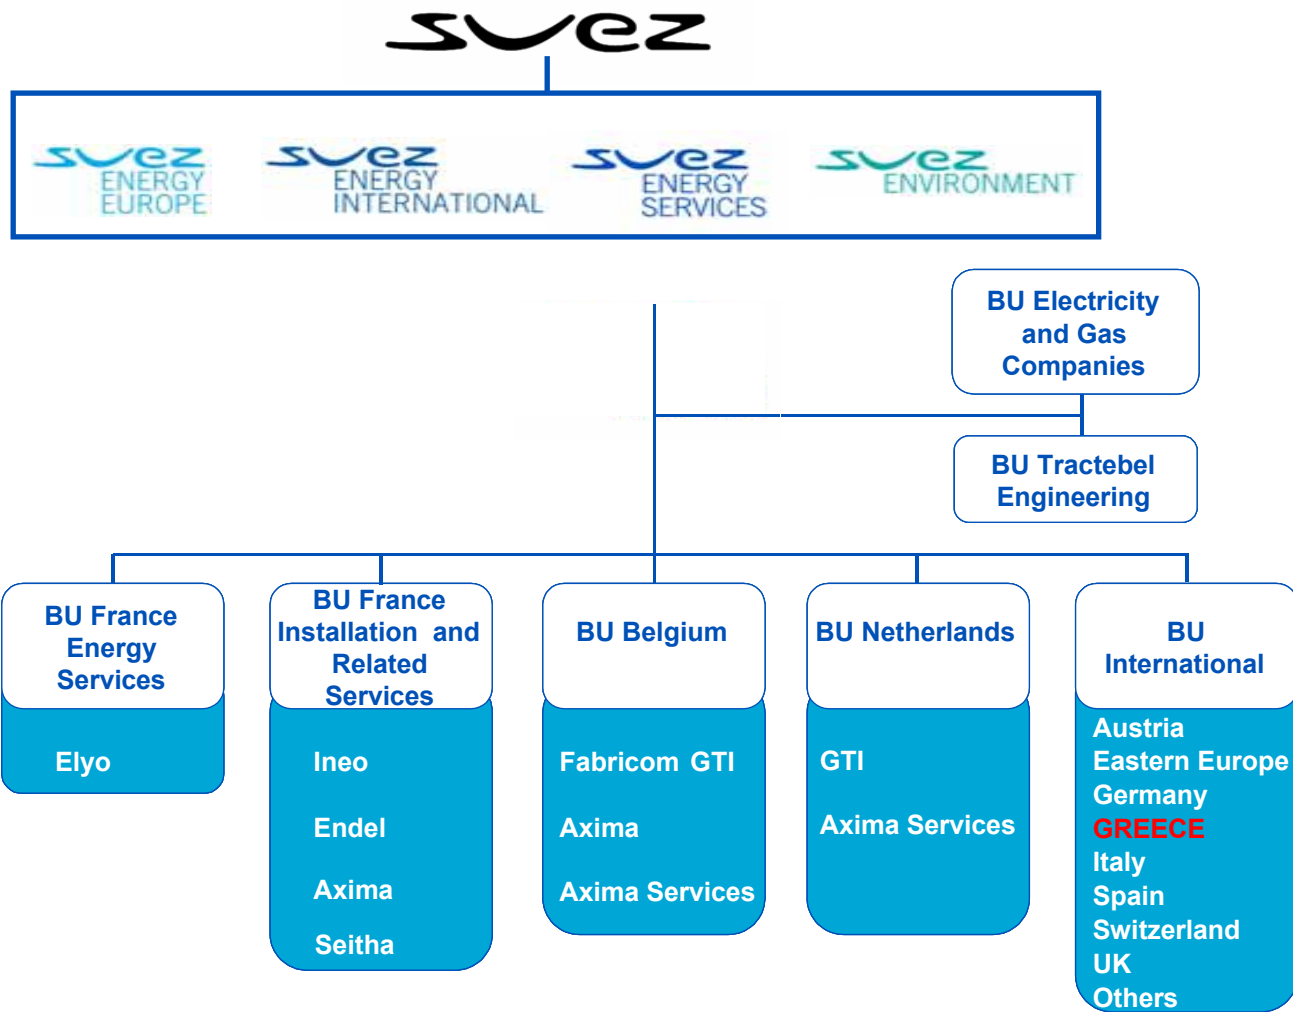 suez
suez
ENERGY
EUROPE
suez
ENERGY
INTERNATIONAL
suez
ENERGY
SERVICES
suez
ENVIRONMENT
BU Electricity
and Gas
Companies
BU Tractebel
Engineering
BU France
Energy
Services
Elyo
BU France
Installation and
Related
Services
Ineo
Endel
Axima
Seitha
BU Belgium
Fabricom GTI
Axima
Axima Services
BU Netherlands
GTI
Axima Services
BU
International
Austria
Eastern Europe
Germany
GREECE
Italy
Spain
Switzerland
UK
Others